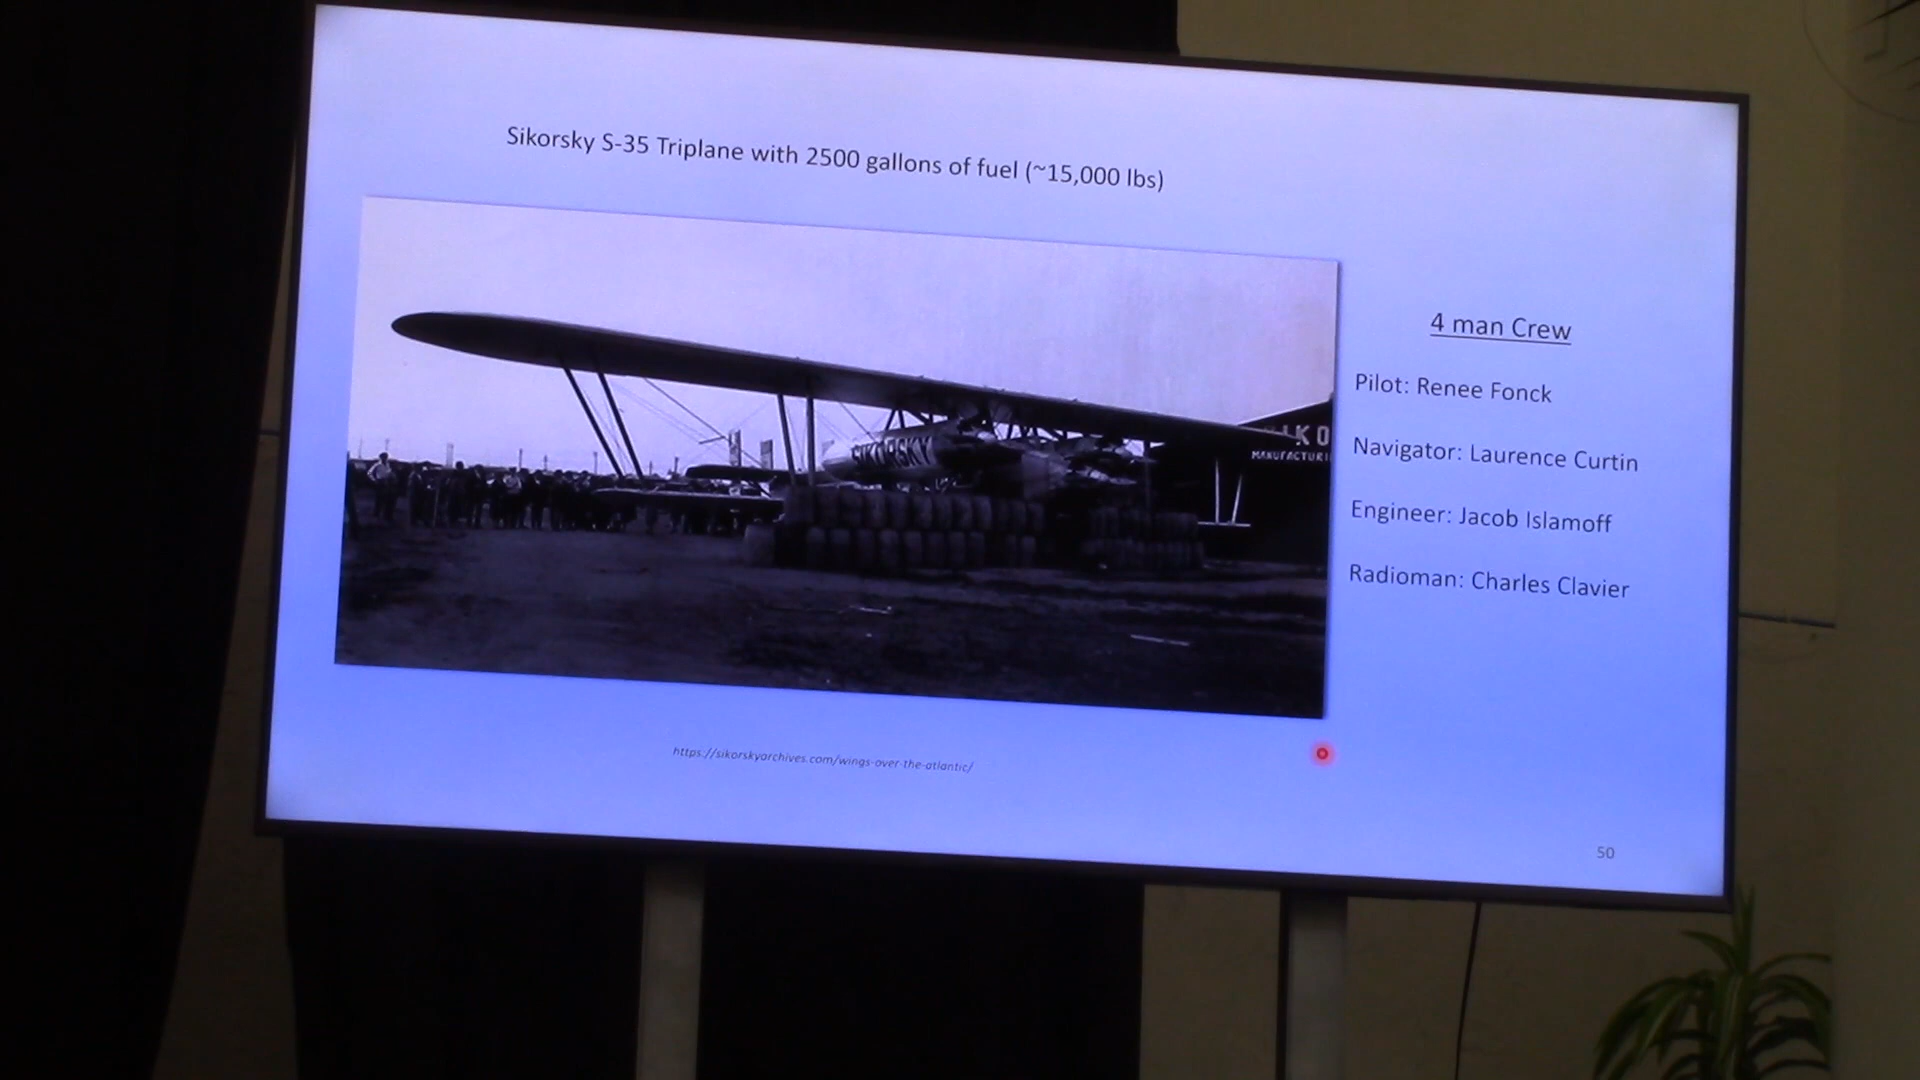 Sikorsky S-35 Triplane with 2500 gallons of fuel (~15,000 lbs)
SIKORSKY
IKO
MANUFACTURI
4 man Crew
Pilot: Renee Fonck
Navigator: Laurence Curtin
Engineer: Jacob Islamoff
Radioman: Charles Clavier
https://sikorskyarchives.com/wings-over-the-atlantic/
50